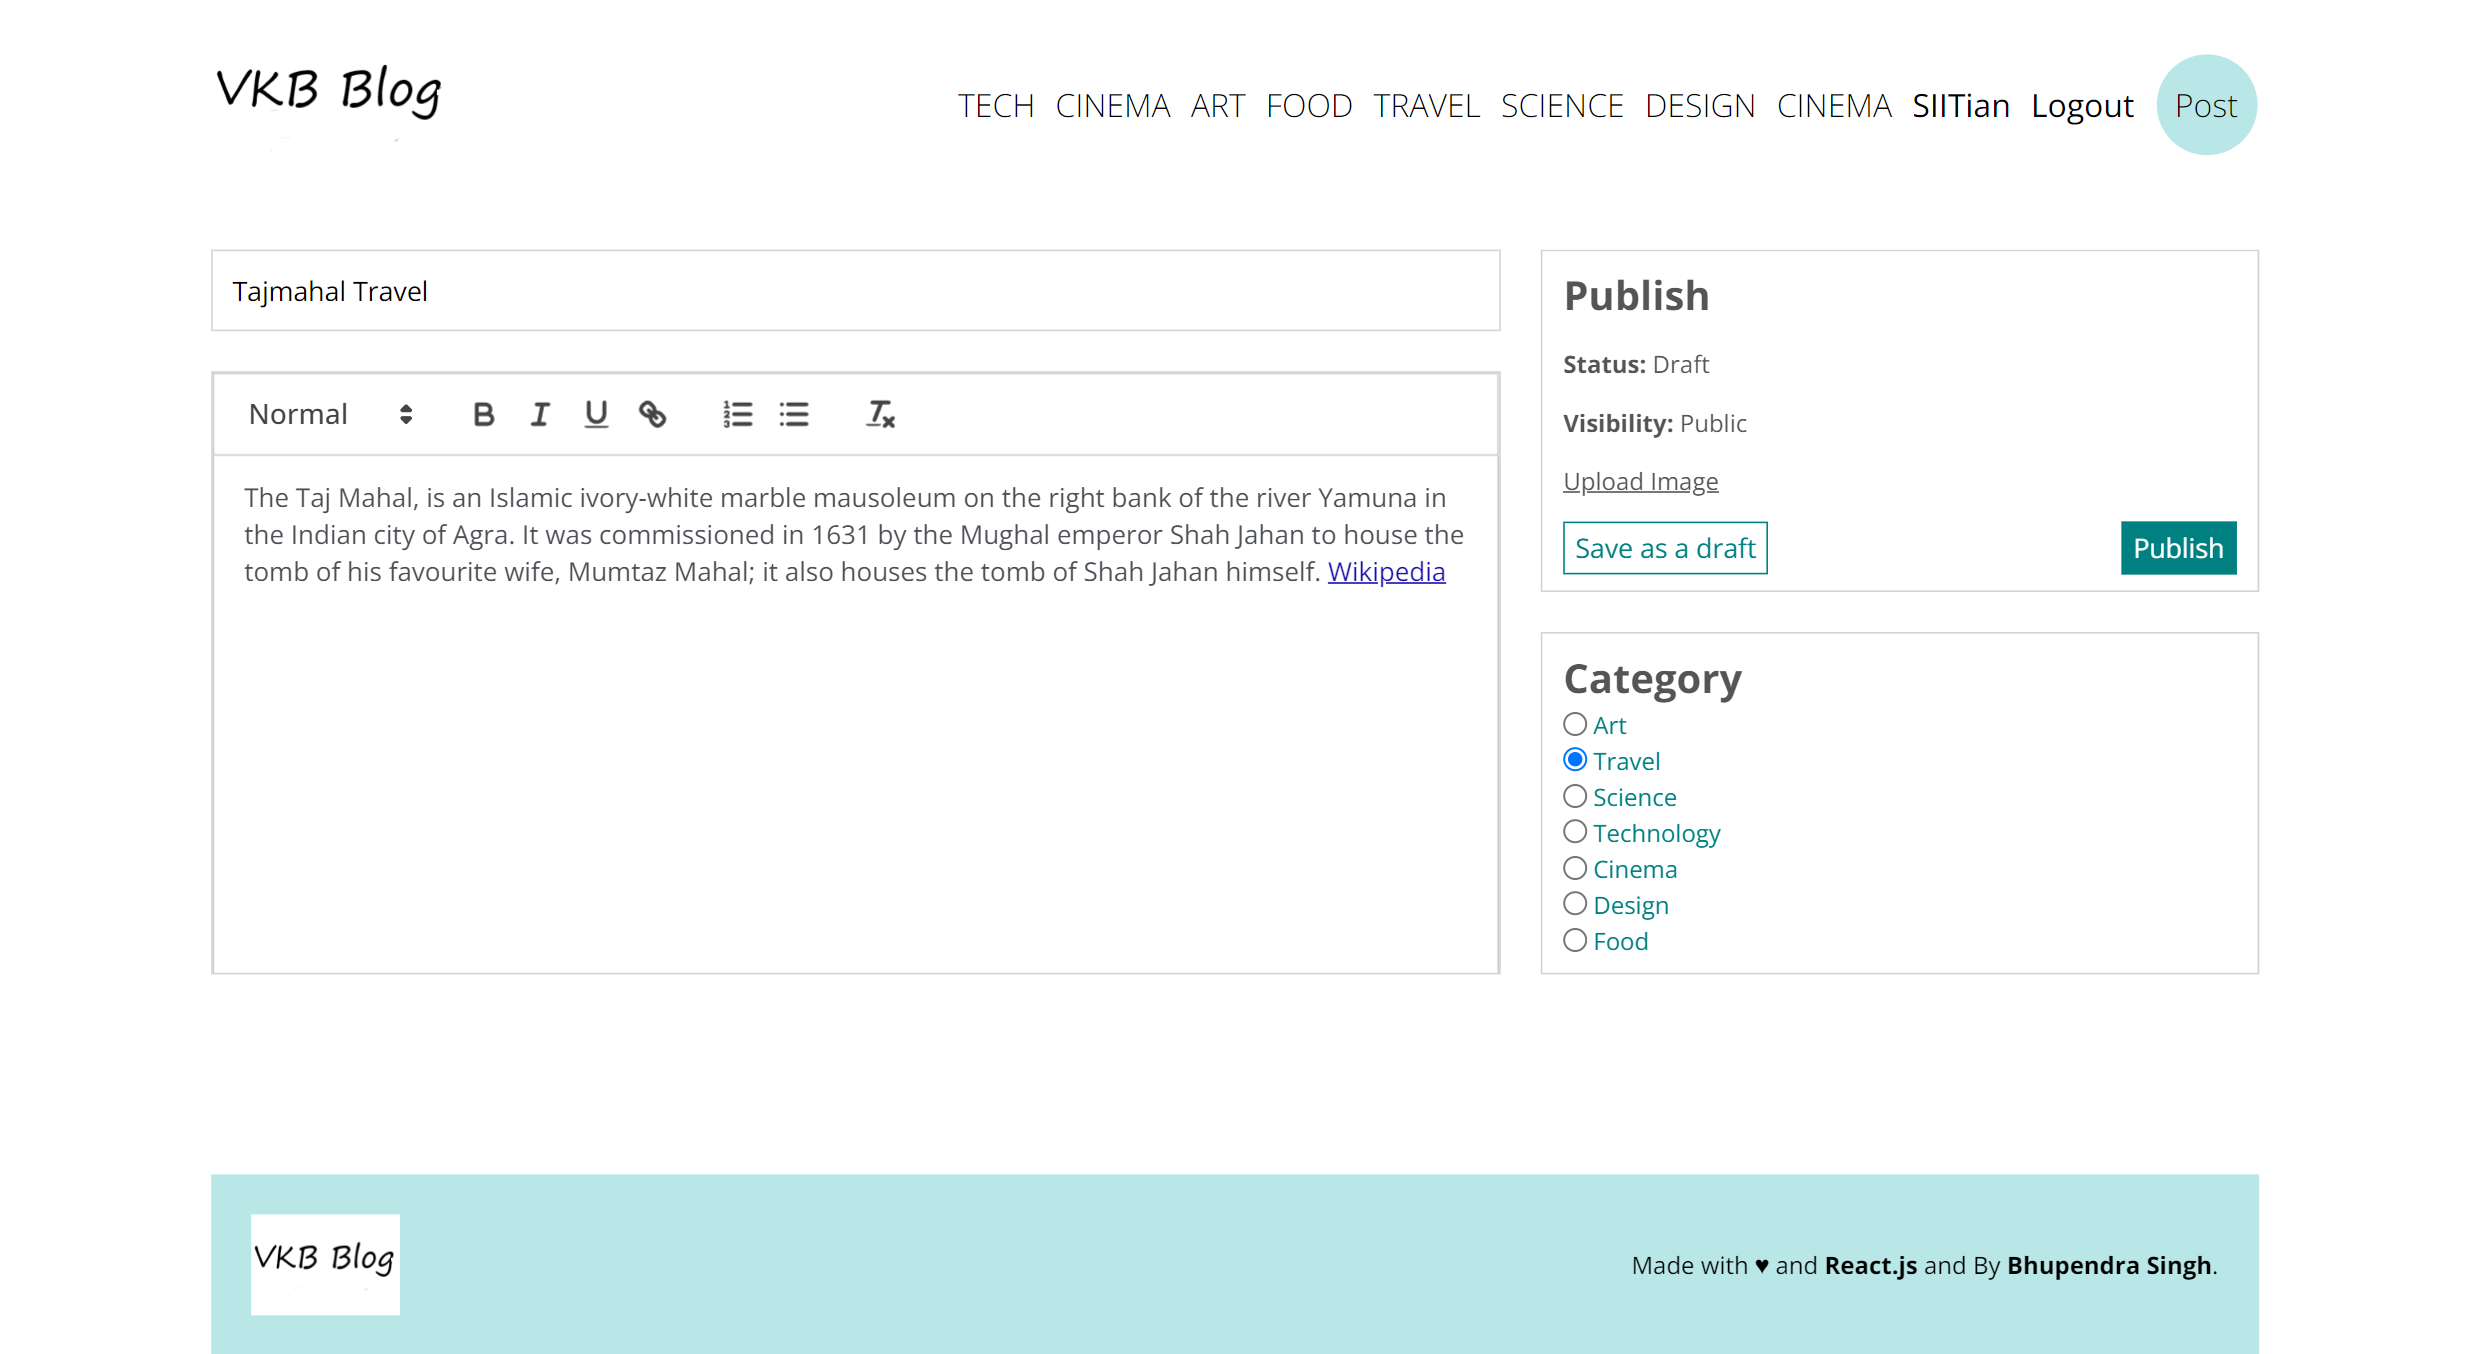 VKB Blog
TECH CINEMA ART FOOD TRAVEL SCIENCE DESIGN CINEMA SIITian Logout Post
Tajmahal Travel
Normal
The Taj Mahal, is an Islamic ivory-white marble mausoleum on the right bank of the river Yamuna in
the Indian city of Agra. It was commissioned in 1631 by the Mughal emperor Shah Jahan to house the
tomb of his favourite wife, Mumtaz Mahal; it also houses the tomb of Shah Jahan himself. Wikipedia
Publish
Status: Draft
Visibility: Public
Upload Image
Save as a draft
Publish
Category
Art
Travel
Science
Technology
Cinema
Design
Food
VKB Blog
Made with ♥ and React.js and By Bhupendra Singh.